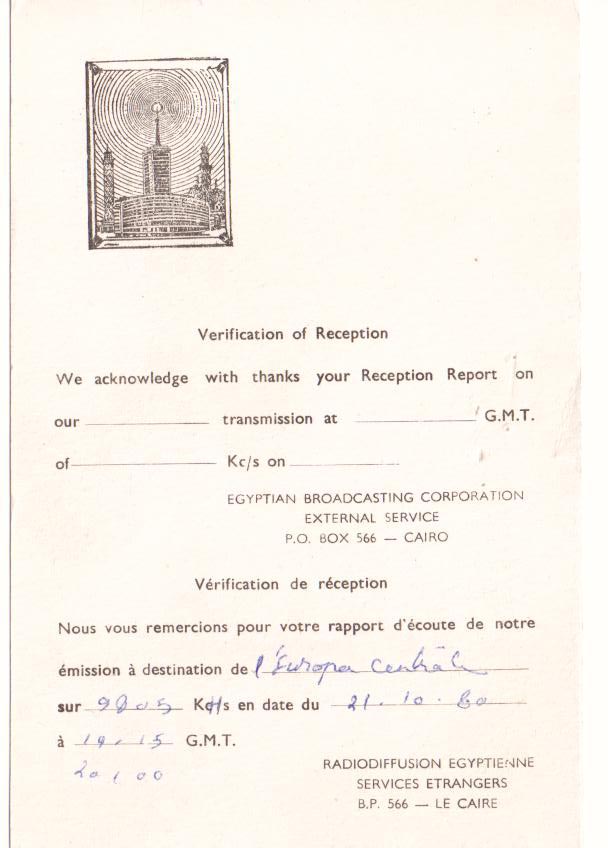 Verification of Reception
We acknowledge with thanks your Reception Report on
our transmission at G.M.T.
of Kc/s on
EGYPTIAN BROADCASTING CORPORATION
EXTERNAL SERVICE
P.O. BOX 566 — CAIRO
Vérification de réception
Nous vous remercions pour votre rapport d'écoute de notre
émission à destination de l'Europa Centrale
sur 9805 KHs en date du 21.10.80
à 19.15 G.M.T.
20.00
RADIODIFFUSION EGYPTIENNE
SERVICES ETRANGERS
B.P. 566 — LE CAIRE